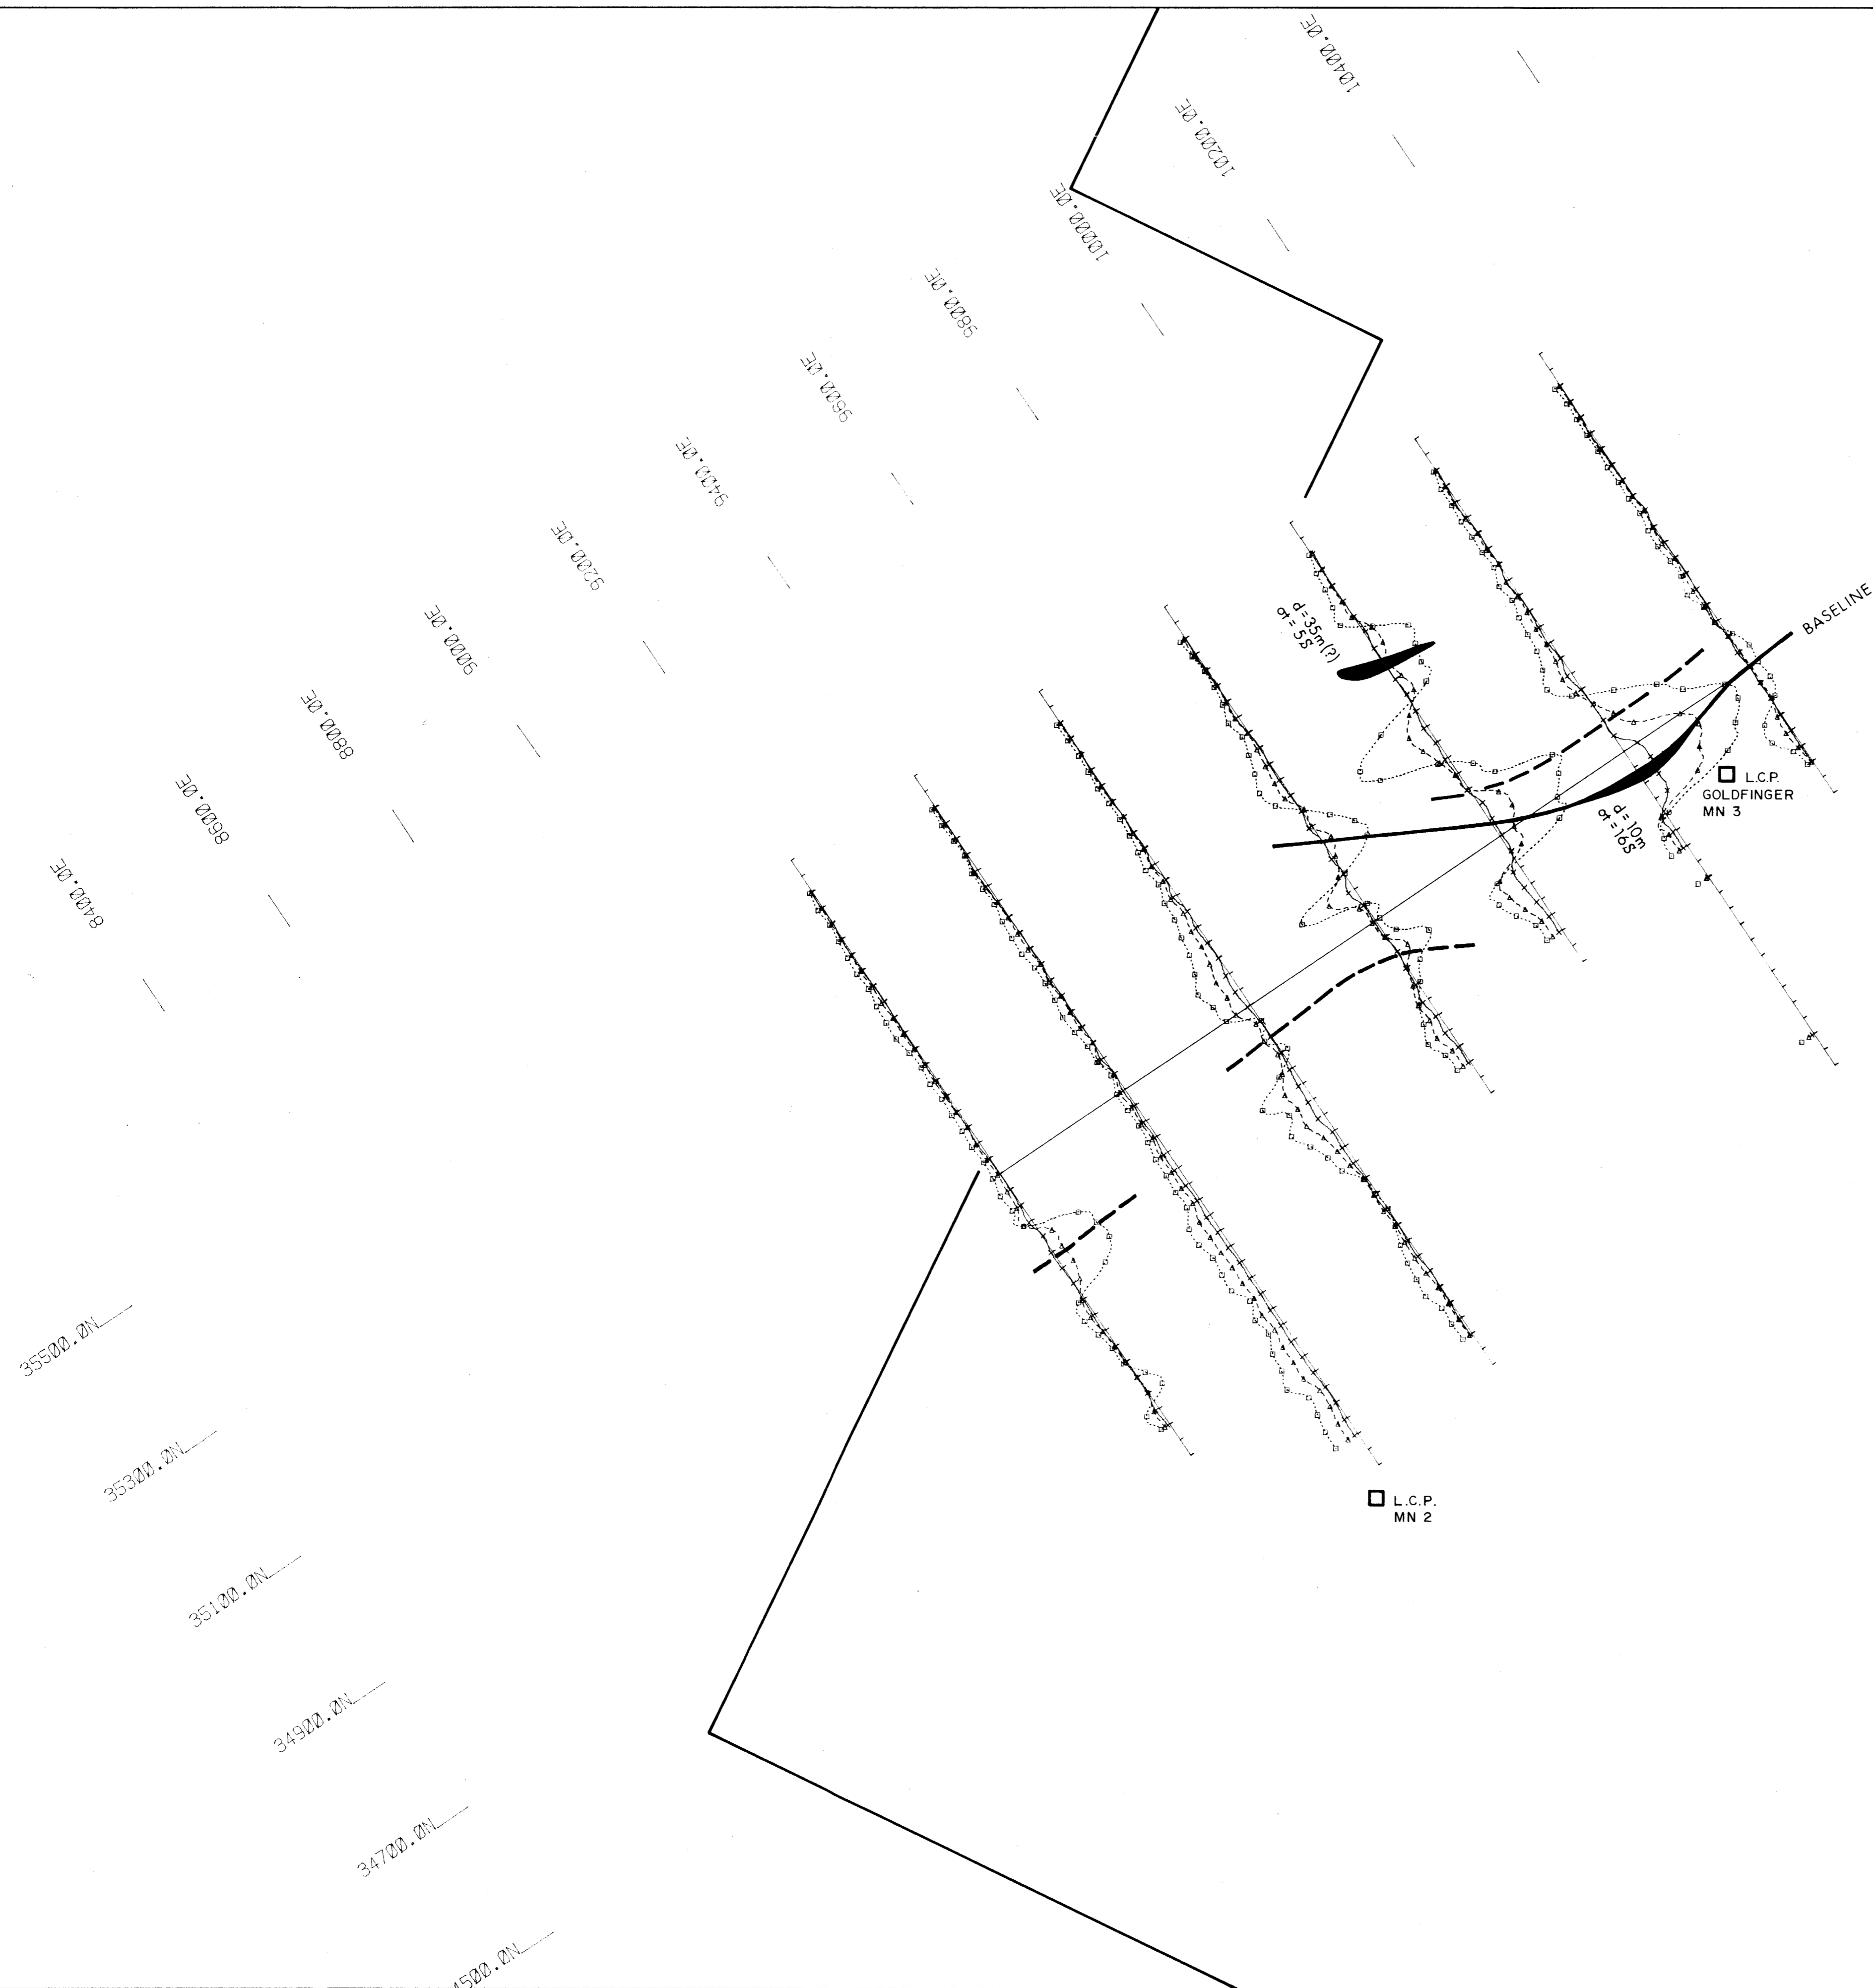 10400.0E
10200.0E
10000.0E
9800.0E
9600.0E
9400.0E
9200.0E
9000.0E
8800.0E
8600.0E
8400.0E
BASELINE
d=35m(?)
σt=5S
L.C.P.
GOLDFINGER
MN 3
d=10m
σt=16S
35500.0N
35300.0N
35100.0N
34900.0N
34700.0N
4500.0N
L.C.P.
MN 2